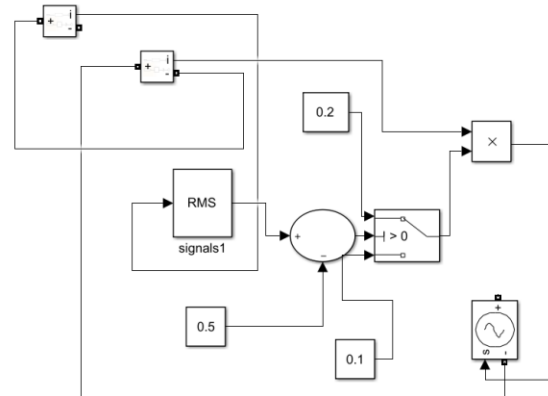 + i -
+ i -
0.2
×
RMS
signals1
+ −
> 0
0.5
0.1
+
s -